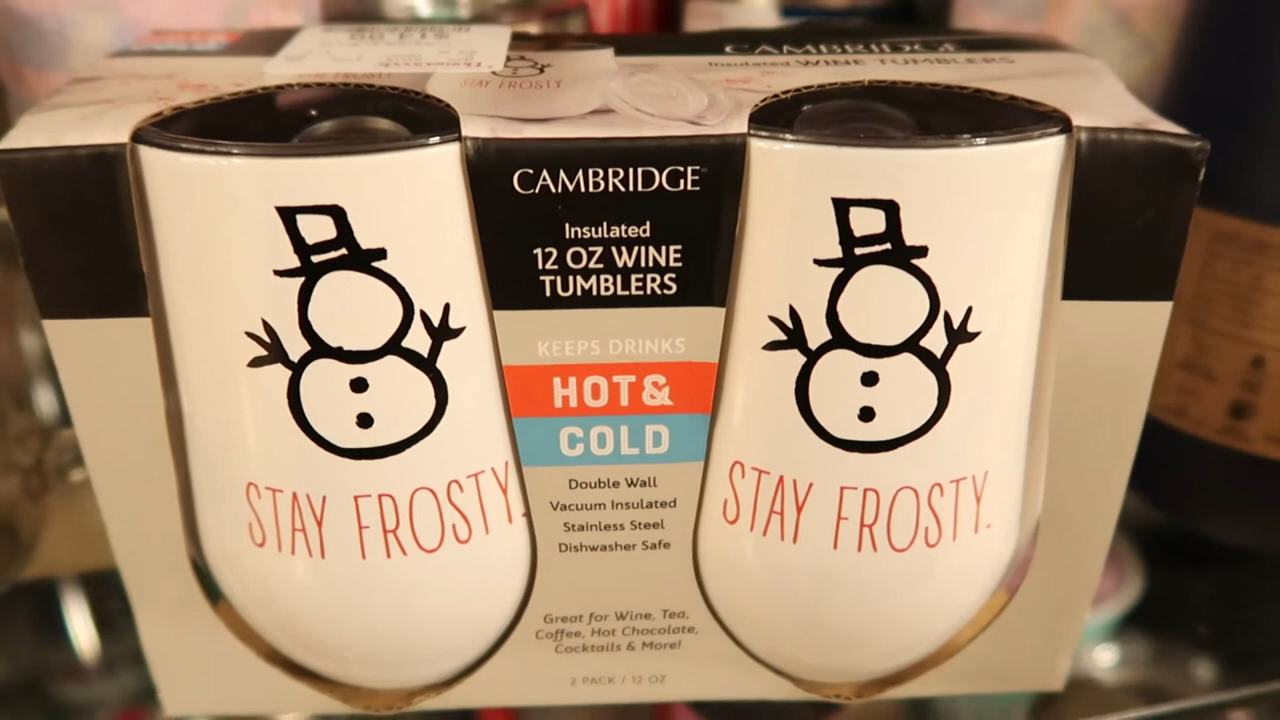 CAMBRIDGE
Insulated WINE TUMBLERS
STAY FROSTY
CAMBRIDGE
Insulated
12 OZ WINE
TUMBLERS
KEEPS DRINKS
HOT &
COLD
Double Wall
Vacuum Insulated
Stainless Steel
Dishwasher Safe
Great for Wine, Tea,
Coffee, Hot Chocolate,
Cocktails & More!
2 PACK / 12 OZ
STAY FROSTY.
STAY FROSTY.